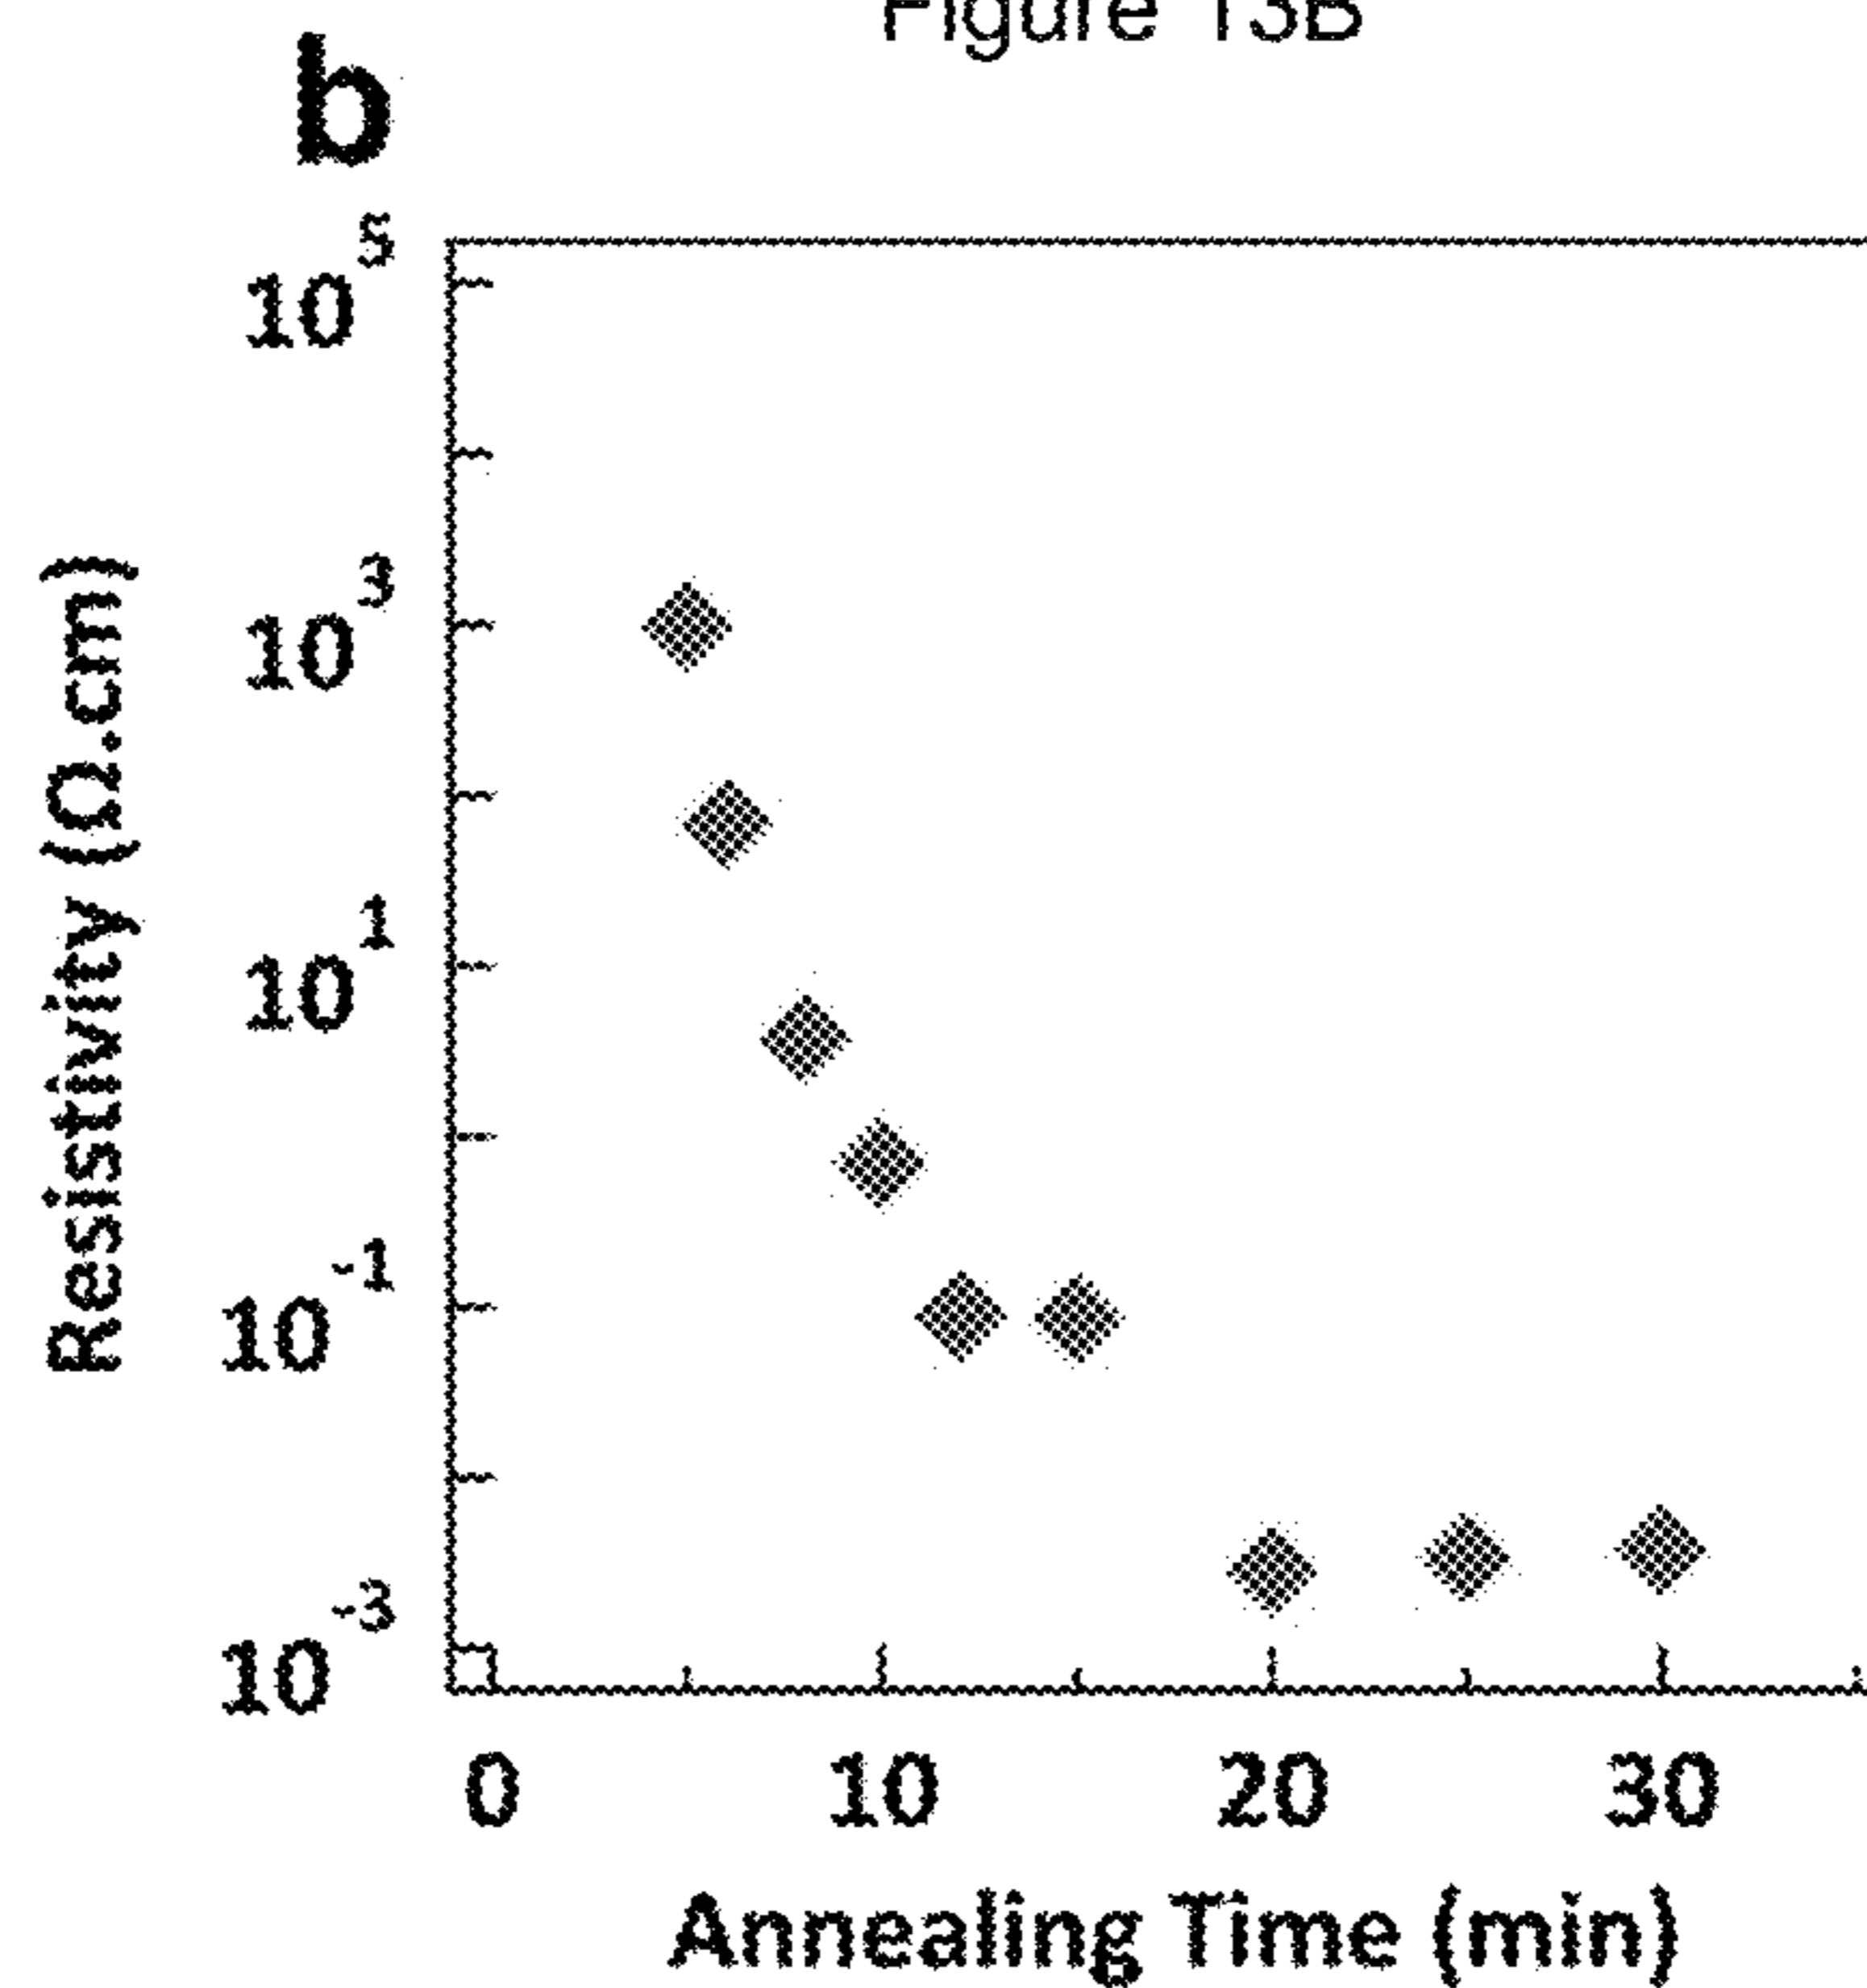 Figure 13B
b
10^5
10^3
10^1
10^-1
10^-3
Resistivity (Ω.cm)
0 10 20 30
Annealing Time (min)